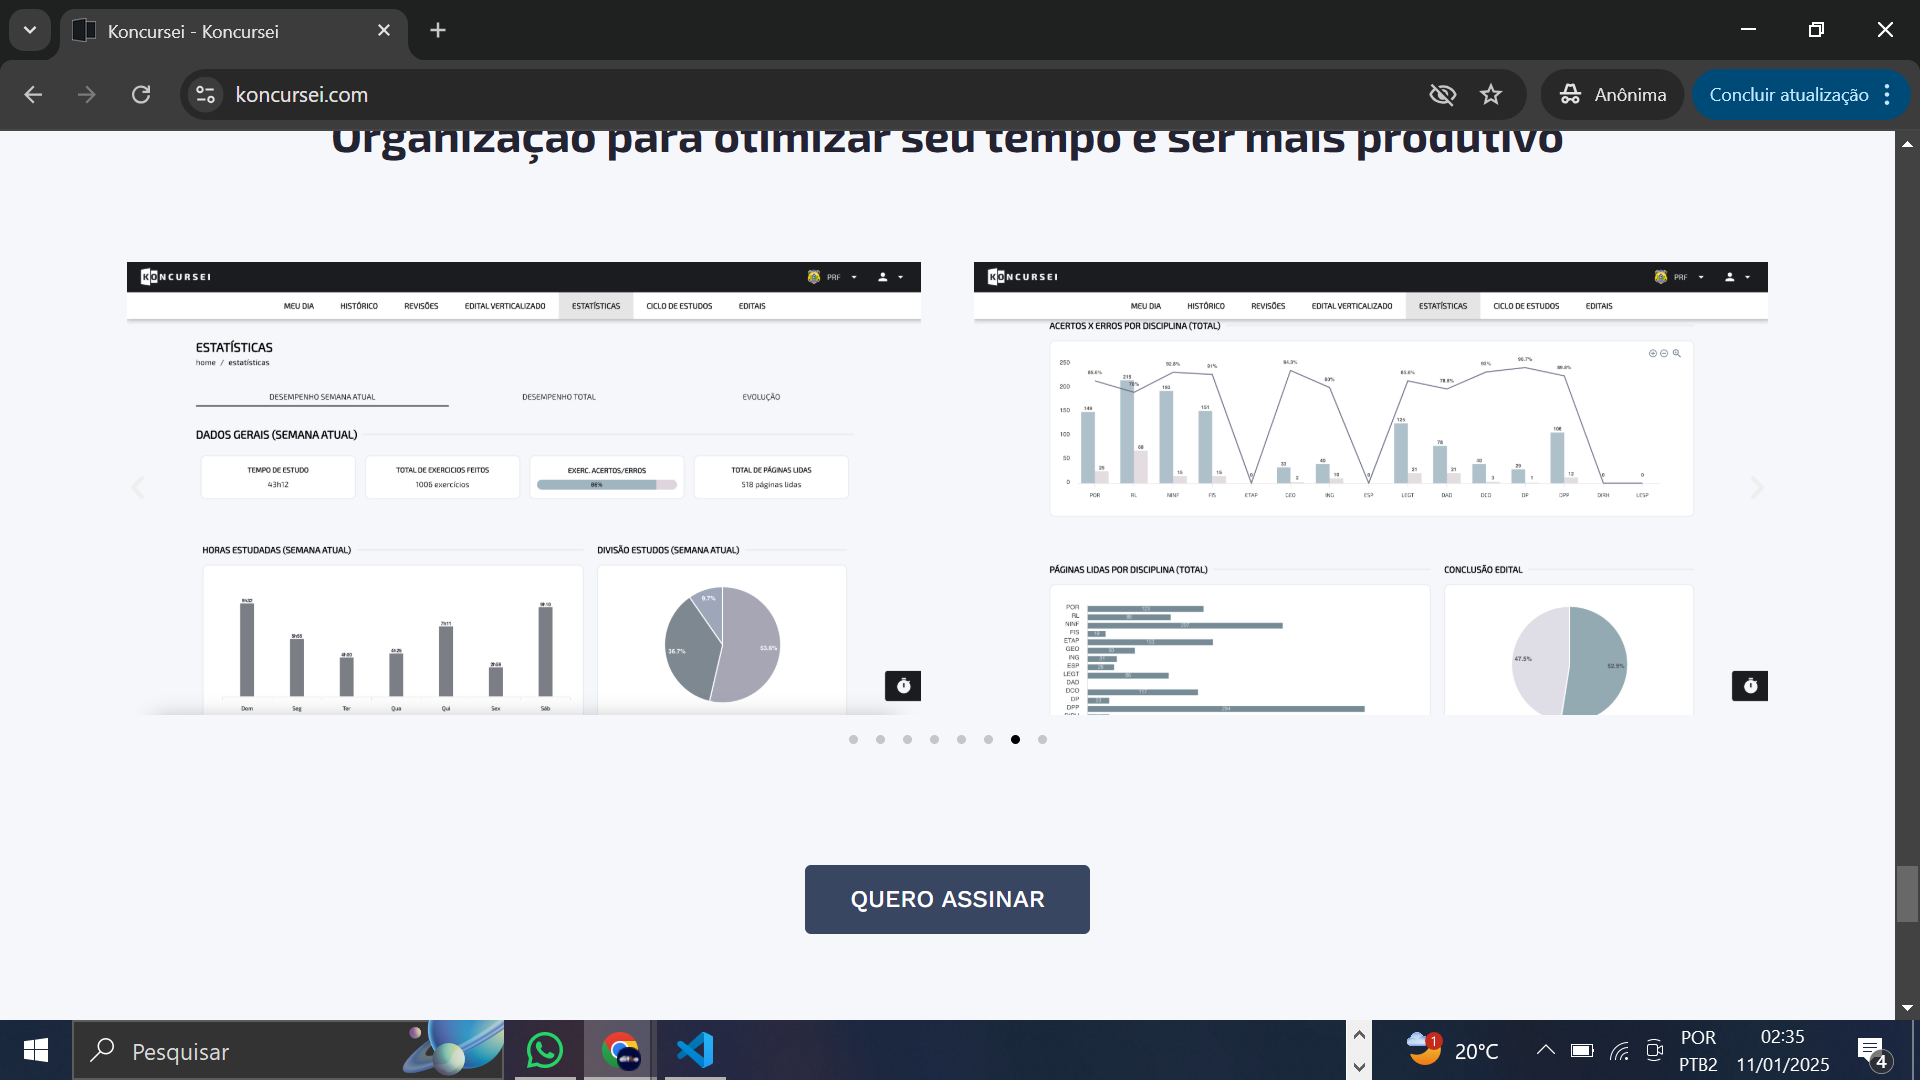 Koncursei - Koncursei
koncursei.com
Anônima
Concluir atualização
Organização para otimizar seu tempo e ser mais produtivo
KONCURSEI
PRF
MEU DIA HISTÓRICO REVISÕES EDITAL VERTICALIZADO ESTATÍSTICAS CICLO DE ESTUDOS EDITAIS
ESTATÍSTICAS
home / estatísticas
DESEMPENHO SEMANA ATUAL DESEMPENHO TOTAL EVOLUÇÃO
DADOS GERAIS (SEMANA ATUAL)
TEMPO DE ESTUDO
43h12
TOTAL DE EXERCICIOS FEITOS
1006 exercícios
EXERC. ACERTOS/ERROS
86%
TOTAL DE PÁGINAS LIDAS
518 páginas lidas
HORAS ESTUDADAS (SEMANA ATUAL)
Dom Seg Ter Qua Qui Sex Sáb
DIVISÃO ESTUDOS (SEMANA ATUAL)
9.7%
36.7%
53.6%
KONCURSEI
PRF
MEU DIA HISTÓRICO REVISÕES EDITAL VERTICALIZADO ESTATÍSTICAS CICLO DE ESTUDOS EDITAIS
ACERTOS X ERROS POR DISCIPLINA (TOTAL)
250
200
150
100
50
0
POR RL NINF FIS ETAP GEO ING ESP LEGT DAD DCO DP DPP DIRH LESP
PÁGINAS LIDAS POR DISCIPLINA (TOTAL)
POR
RL
NINF
FIS
ETAP
GEO
ING
ESP
LEGT
DAD
DCO
DP
DPP
CONCLUSÃO EDITAL
47.5%
52.5%
QUERO ASSINAR
Pesquisar
1
20°C
POR
PTB2
02:35
11/01/2025
4